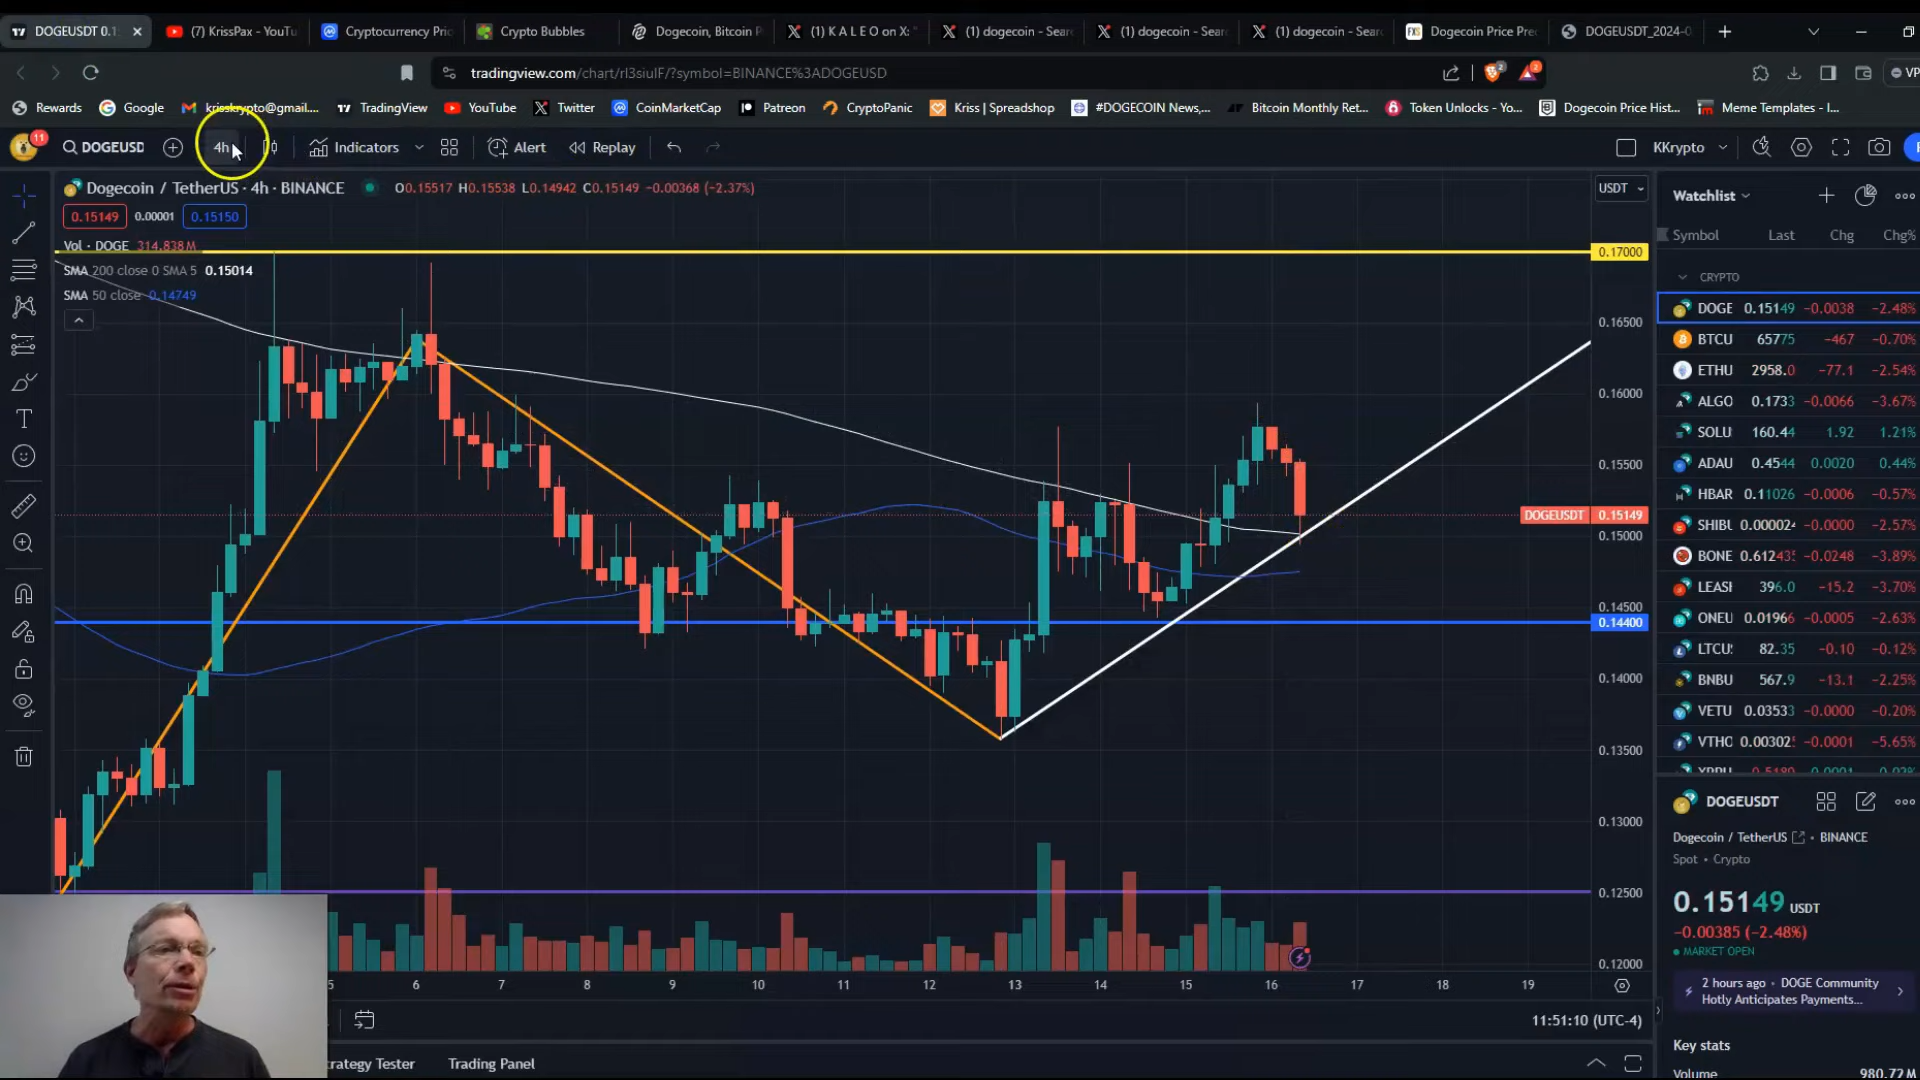 DOGEUSDT 0.1
(7) KrissPax - YouTu
Cryptocurrency Pric
Crypto Bubbles
Dogecoin, Bitcoin P
(1) K A L E O on X: "
(1) dogecoin - Sear
(1) dogecoin - Sear
(1) dogecoin - Sear
FXS
Dogecoin Price Pre
DOGEUSDT_2024-0
tradingview.com/chart/rl3siulF/?symbol=BINANCE%3ADOGEUSD
2
2
VP
Rewards
Google
krisskrypto@gmail....
TradingView
YouTube
Twitter
CoinMarketCap
Patreon
CryptoPanic
Kriss | Spreadshop
#DOGECOIN News,...
Bitcoin Monthly Ret...
Token Unlocks - Yo...
Dogecoin Price Hist...
Meme Templates - I...
11
DOGEUSD
4h
Indicators
Alert
Replay
KKrypto
Dogecoin / TetherUS · 4h · BINANCE
O0.15517 H0.15538 L0.14942 C0.15149 −0.00368 (−2.37%)
0.15149
0.00001
0.15150
Vol · DOGE 314.838M
SMA 200 close 0 SMA 5 0.15014
SMA 50 close 0.14749
USDT
0.17000
0.16500
0.16000
0.15500
DOGEUSDT 0.15149
0.15000
0.14500
0.14400
0.14000
0.13500
0.13000
0.12500
0.12000
5 6 7 8 9 10 11 12 13 14 15 16 17 18 19
11:51:10 (UTC-4)
trategy Tester
Trading Panel
Watchlist
Symbol Last Chg Chg%
CRYPTO
DOGE 0.15149 −0.0038 −2.48%
BTCU 65775 −467 −0.70%
ETHU 2958.0 −77.1 −2.54%
ALGO 0.1733 −0.0066 −3.67%
SOLU 160.44 1.92 1.21%
ADAU 0.4544 0.0020 0.44%
HBAR 0.11026 −0.0006 −0.57%
SHIBU 0.000024 −0.0000 −2.57%
BONE 0.61243 −0.0248 −3.89%
LEASH 396.0 −15.2 −3.70%
ONEU 0.01966 −0.0005 −2.63%
LTCU 82.35 −0.10 −0.12%
BNBU 567.9 −13.1 −2.25%
VETU 0.03533 −0.0000 −0.20%
VTHO 0.00302 −0.0001 −5.65%
DOGEUSDT
Dogecoin / TetherUS • BINANCE
Spot • Crypto
0.15149 USDT
−0.00385 (−2.48%)
MARKET OPEN
2 hours ago • DOGE Community
Hotly Anticipates Payments...
Key stats
Volume 980.72M